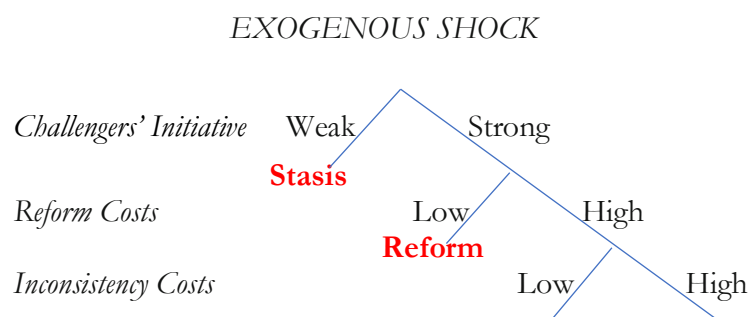 EXOGENOUS SHOCK
Challengers’ Initiative Weak Strong
Stasis
Reform Costs Low High
Reform
Inconsistency Costs Low High